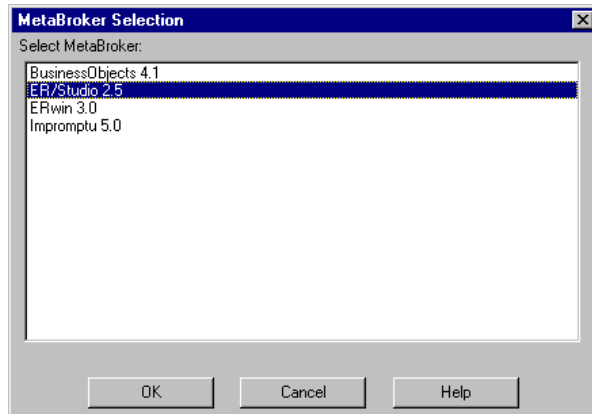 MetaBroker Selection
Select MetaBroker:
BusinessObjects 4.1
ER/Studio 2.5
ERwin 3.0
Impromptu 5.0
OK Cancel Help